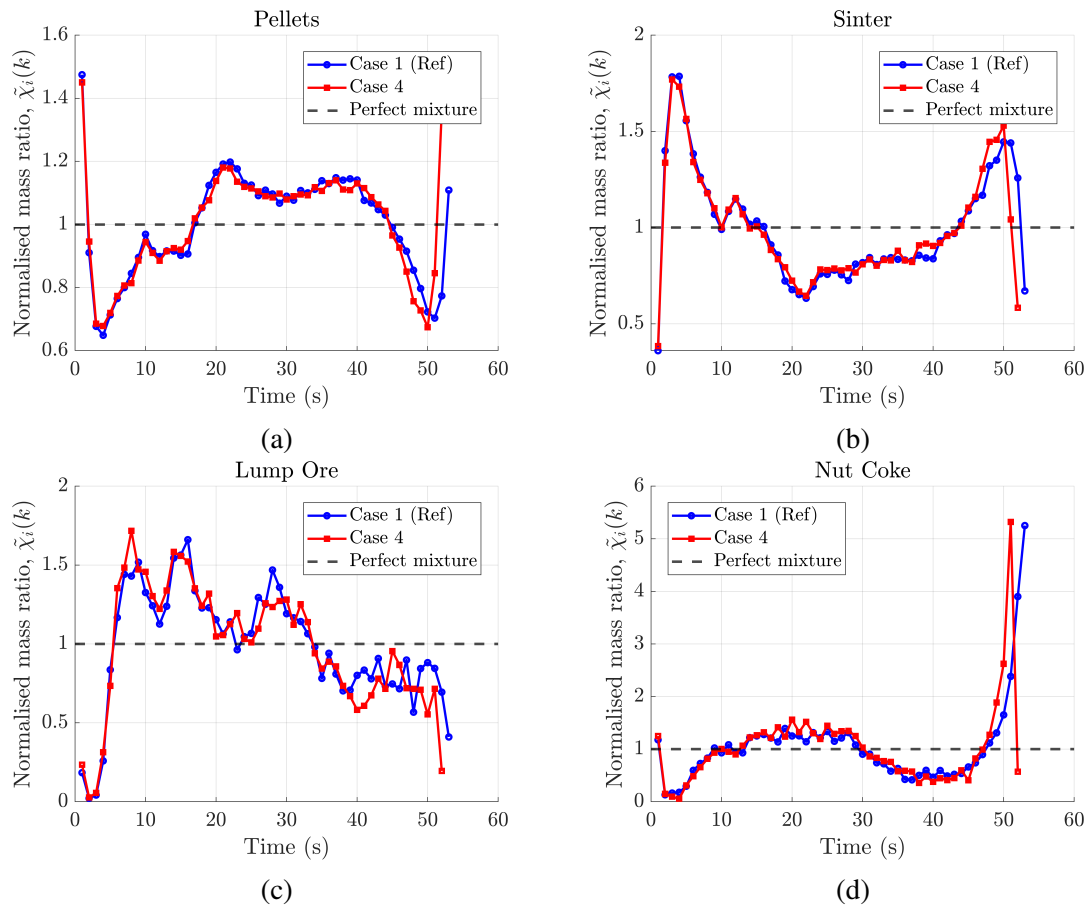 Pellets
Normalised mass ratio, χ̃ᵢ(k)
1.6
1.4
1.2
1
0.8
0.6
0 10 20 30 40 50 60
Time (s)
Case 1 (Ref)
Case 4
Perfect mixture
(a)
Sinter
Normalised mass ratio, χ̃ᵢ(k)
2
1.5
1
0.5
0 10 20 30 40 50 60
Time (s)
Case 1 (Ref)
Case 4
Perfect mixture
(b)
Lump Ore
Normalised mass ratio, χ̃ᵢ(k)
2
1.5
1
0.5
0
0 10 20 30 40 50 60
Time (s)
Case 1 (Ref)
Case 4
Perfect mixture
(c)
Nut Coke
Normalised mass ratio, χ̃ᵢ(k)
6
5
4
3
2
1
0
0 10 20 30 40 50 60
Time (s)
Case 1 (Ref)
Case 4
Perfect mixture
(d)